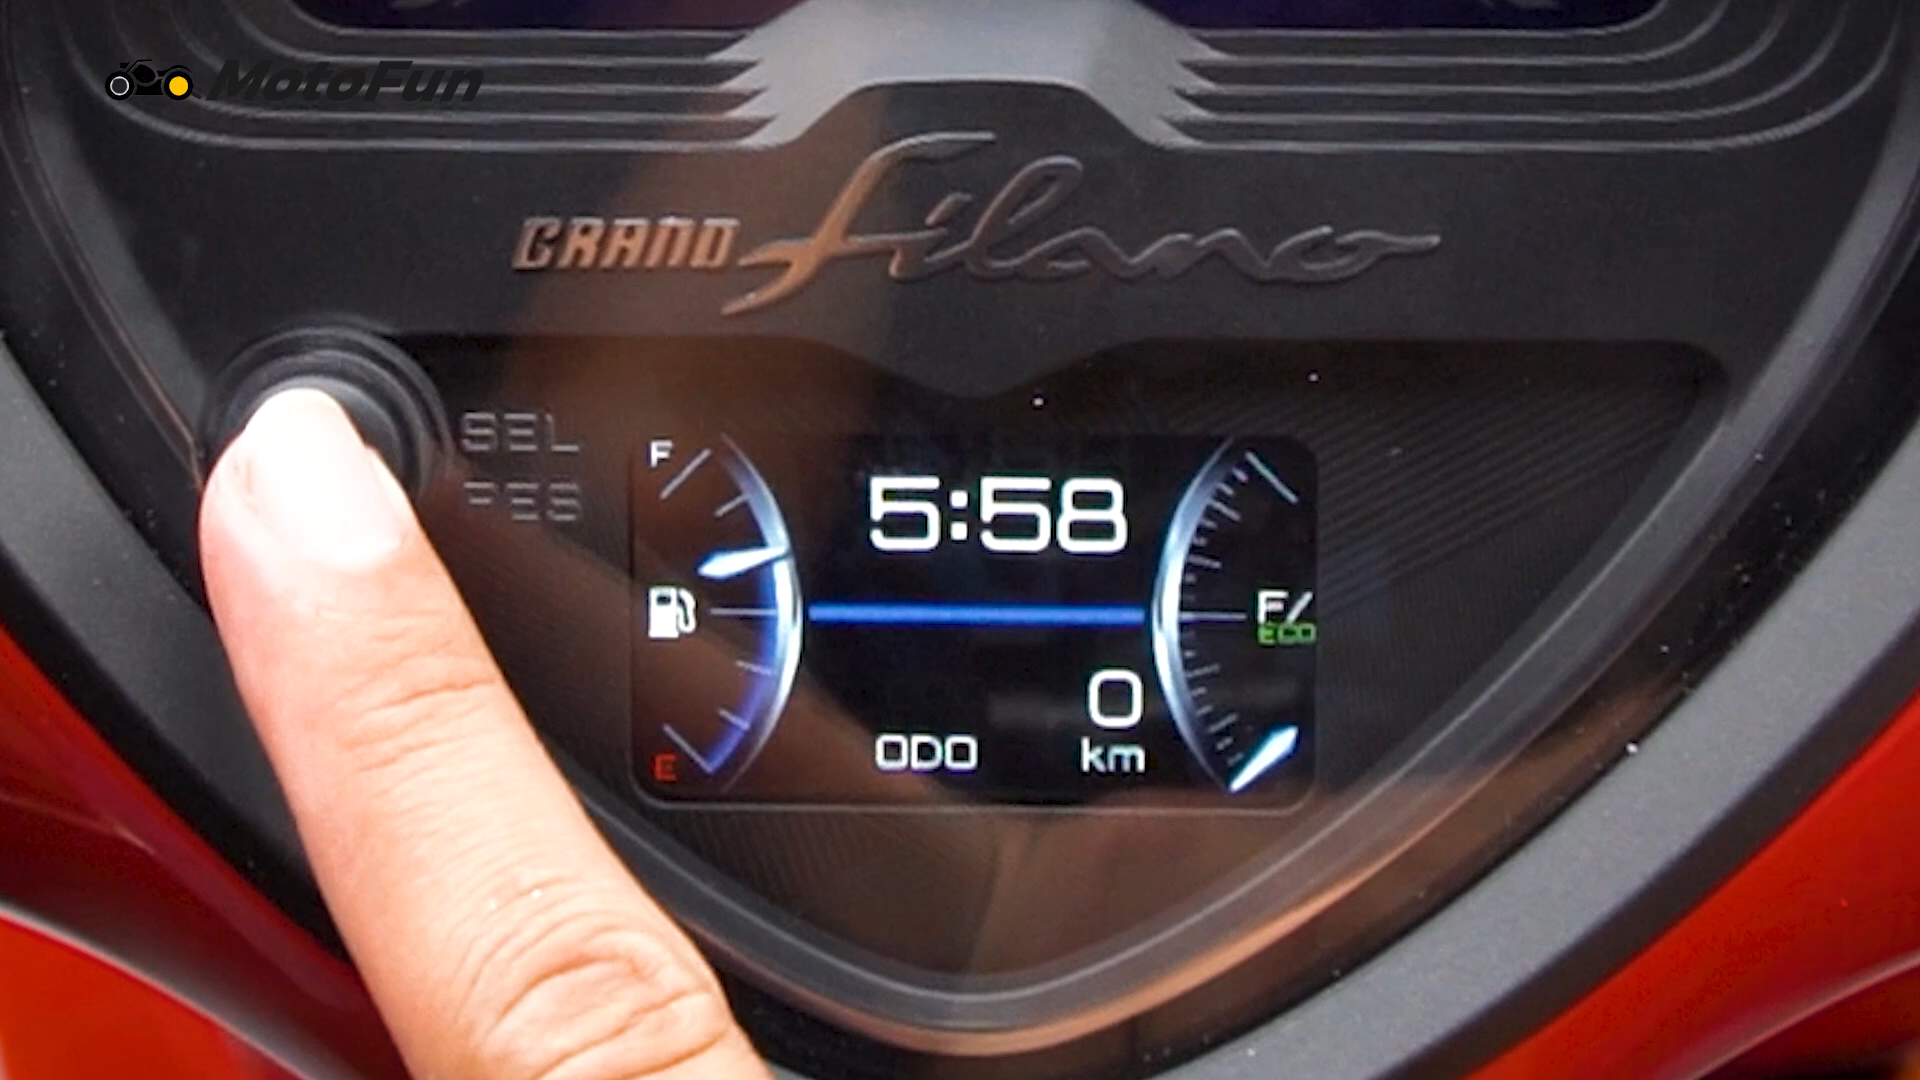 MotoFun
GRAND Filano
SEL
RES
F
5:58
F/
ECO
0
ODO km
E